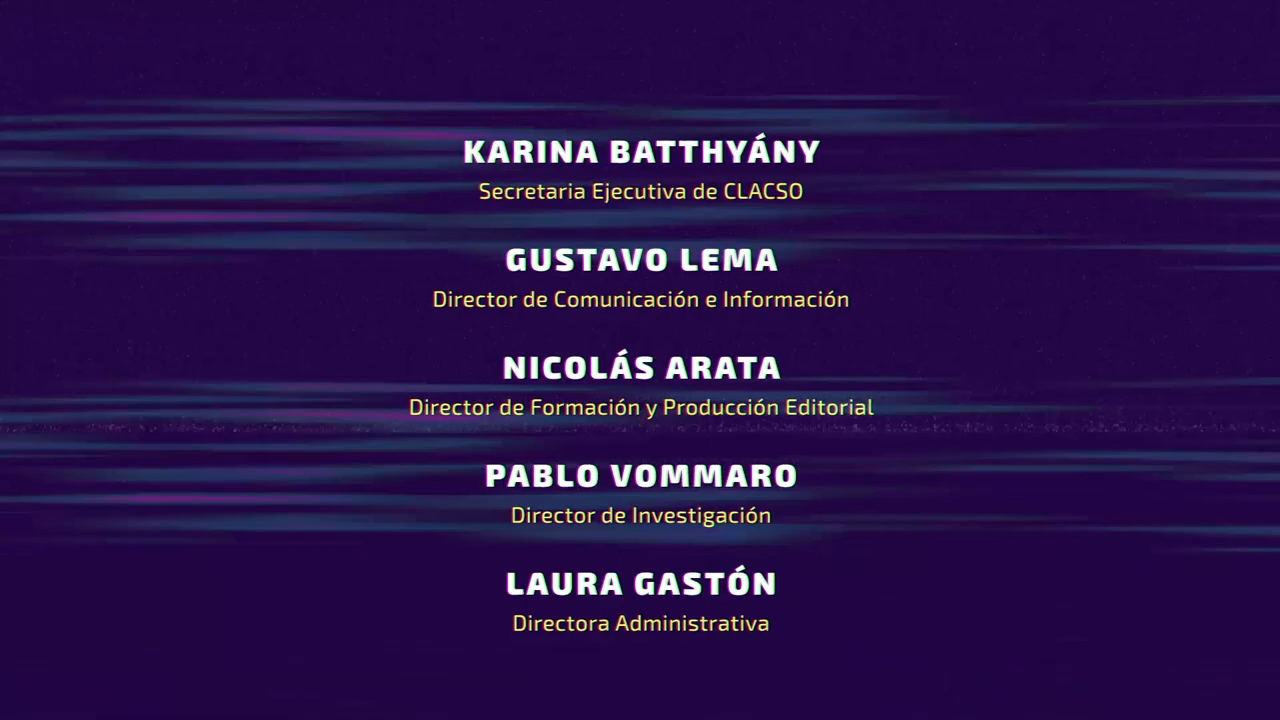 KARINA BATTHYÁNY
Secretaria Ejecutiva de CLACSO
GUSTAVO LEMA
Director de Comunicación e Información
NICOLÁS ARATA
Director de Formación y Producción Editorial
PABLO VOMMARO
Director de Investigación
LAURA GASTÓN
Directora Administrativa